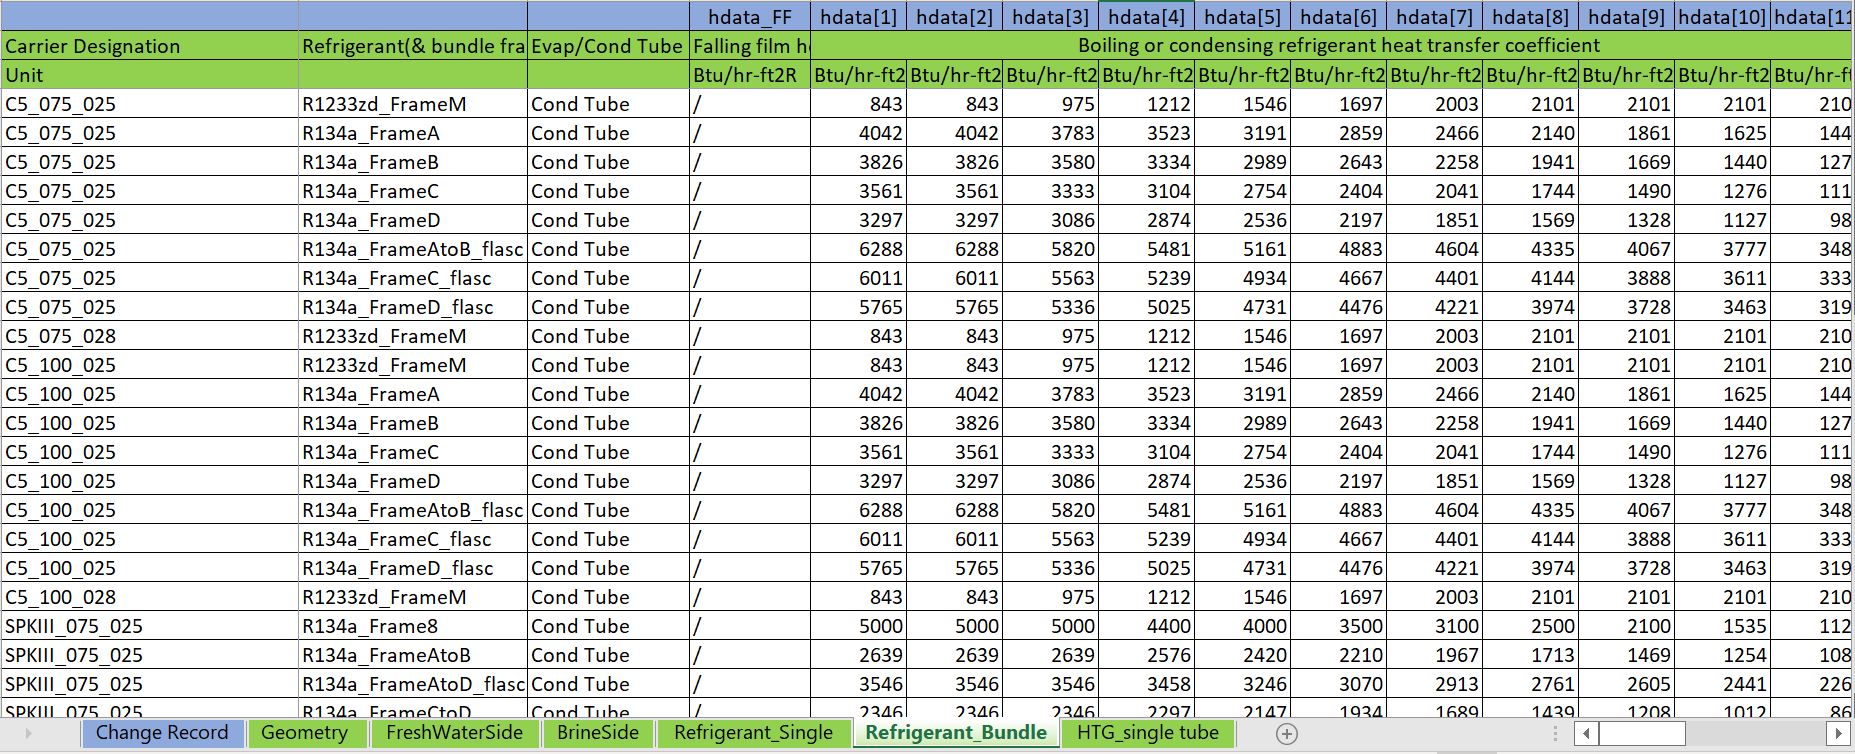 hdata_FF hdata[1] hdata[2] hdata[3] hdata[4] hdata[5] hdata[6] hdata[7] hdata[8] hdata[9] hdata[10] hdata[11
Carrier Designation Refrigerant(& bundle fra Evap/Cond Tube Falling film h Boiling or condensing refrigerant heat transfer coefficient
Unit Btu/hr-ft2R Btu/hr-ft2 Btu/hr-ft2 Btu/hr-ft2 Btu/hr-ft2 Btu/hr-ft2 Btu/hr-ft2 Btu/hr-ft2 Btu/hr-ft2 Btu/hr-ft2 Btu/hr-ft2 Btu/hr-ft
C5_075_025 R1233zd_FrameM Cond Tube / 843 843 975 1212 1546 1697 2003 2101 2101 2101 210
C5_075_025 R134a_FrameA Cond Tube / 4042 4042 3783 3523 3191 2859 2466 2140 1861 1625 144
C5_075_025 R134a_FrameB Cond Tube / 3826 3826 3580 3334 2989 2643 2258 1941 1669 1440 127
C5_075_025 R134a_FrameC Cond Tube / 3561 3561 3333 3104 2754 2404 2041 1744 1490 1276 111
C5_075_025 R134a_FrameD Cond Tube / 3297 3297 3086 2874 2536 2197 1851 1569 1328 1127 98
C5_075_025 R134a_FrameAtoB_flasc Cond Tube / 6288 6288 5820 5481 5161 4883 4604 4335 4067 3777 348
C5_075_025 R134a_FrameC_flasc Cond Tube / 6011 6011 5563 5239 4934 4667 4401 4144 3888 3611 333
C5_075_025 R134a_FrameD_flasc Cond Tube / 5765 5765 5336 5025 4731 4476 4221 3974 3728 3463 319
C5_075_028 R1233zd_FrameM Cond Tube / 843 843 975 1212 1546 1697 2003 2101 2101 2101 210
C5_100_025 R1233zd_FrameM Cond Tube / 843 843 975 1212 1546 1697 2003 2101 2101 2101 210
C5_100_025 R134a_FrameA Cond Tube / 4042 4042 3783 3523 3191 2859 2466 2140 1861 1625 144
C5_100_025 R134a_FrameB Cond Tube / 3826 3826 3580 3334 2989 2643 2258 1941 1669 1440 127
C5_100_025 R134a_FrameC Cond Tube / 3561 3561 3333 3104 2754 2404 2041 1744 1490 1276 111
C5_100_025 R134a_FrameD Cond Tube / 3297 3297 3086 2874 2536 2197 1851 1569 1328 1127 98
C5_100_025 R134a_FrameAtoB_flasc Cond Tube / 6288 6288 5820 5481 5161 4883 4604 4335 4067 3777 348
C5_100_025 R134a_FrameC_flasc Cond Tube / 6011 6011 5563 5239 4934 4667 4401 4144 3888 3611 333
C5_100_025 R134a_FrameD_flasc Cond Tube / 5765 5765 5336 5025 4731 4476 4221 3974 3728 3463 319
C5_100_028 R1233zd_FrameM Cond Tube / 843 843 975 1212 1546 1697 2003 2101 2101 2101 210
SPKIII_075_025 R134a_Frame8 Cond Tube / 5000 5000 5000 4400 4000 3500 3100 2500 2100 1535 112
SPKIII_075_025 R134a_FrameAtoB Cond Tube / 2639 2639 2639 2576 2420 2210 1967 1713 1469 1254 108
SPKIII_075_025 R134a_FrameAtoD_flasc Cond Tube / 3546 3546 3546 3458 3246 3070 2913 2761 2605 2441 226
SPKIII_075_025 R134a_FrameCtoD Cond Tube / 2346 2346 2346 2297 2147 1934 1689 1439 1208 1012 86
Change Record Geometry FreshWaterSide BrineSide Refrigerant_Single Refrigerant_Bundle HTG_single tube